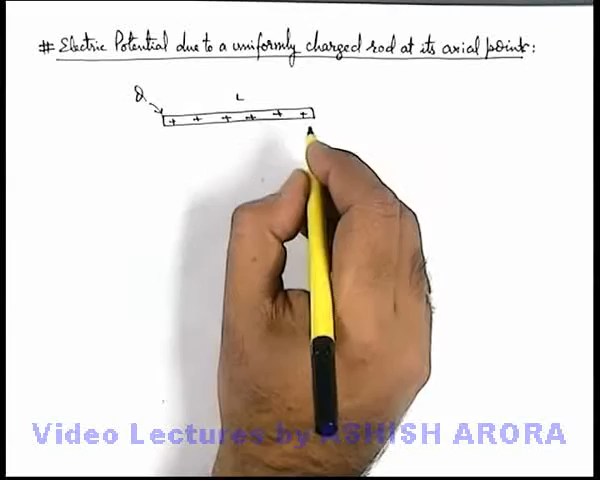 # Electric Potential due to a uniformly charged rod at its axial point:
Q
L
+ + + + + +
Video Lectures by ASHISH ARORA